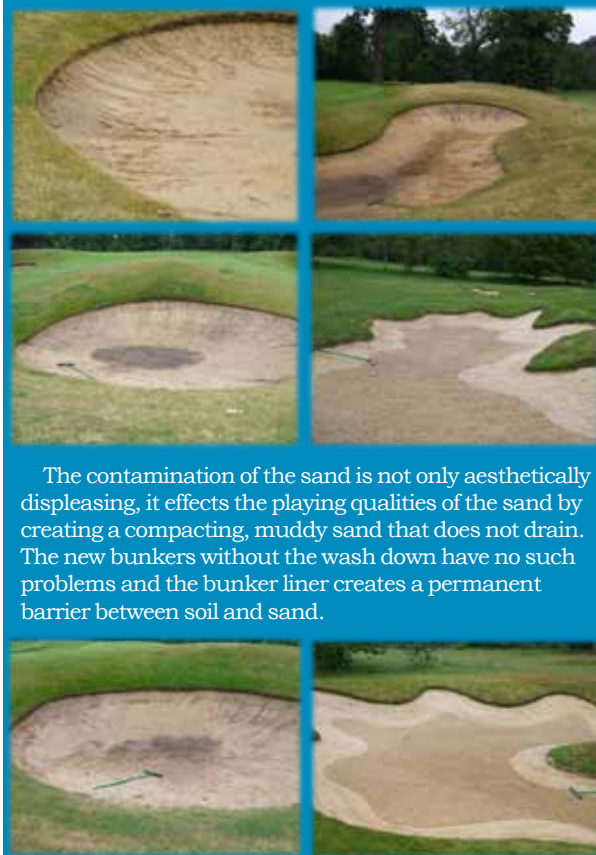 The contamination of the sand is not only aesthetically
displeasing, it effects the playing qualities of the sand by
creating a compacting, muddy sand that does not drain.
The new bunkers without the wash down have no such
problems and the bunker liner creates a permanent
barrier between soil and sand.